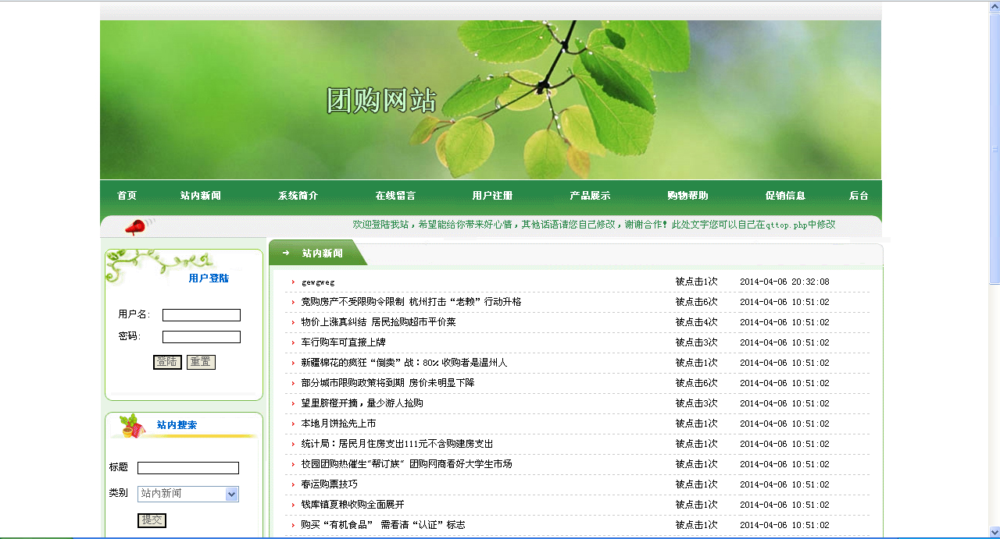 团购网站
首页 站内新闻 系统简介 在线留言 用户注册 产品展示 购物帮助 促销信息 后台
欢迎登陆我站，希望能给你带来好心情，其他话语请您自己修改，谢谢合作！此处文字您可以自己在qttop.php中修改
用户登陆
用户名：
密码：
登陆 重置
站内搜索
标题
类别 站内新闻
提交
站内新闻
gewgweg 被点击1次 2014-04-06 20:32:08
竞购房产不受限购令限制 杭州打击“老赖”行动升格 被点击6次 2014-04-06 10:51:02
物价上涨真纠结 居民抢购超市平价菜 被点击4次 2014-04-06 10:51:02
车行购车可直接上牌 被点击3次 2014-04-06 10:51:02
新疆棉花的疯狂“倒卖”战：80% 收购者是温州人 被点击1次 2014-04-06 10:51:02
部分城市限购政策将到期 房价未明显下降 被点击6次 2014-04-06 10:51:02
望里脐橙开摘，量少游人抢购 被点击3次 2014-04-06 10:51:02
本地月饼抢先上市 被点击1次 2014-04-06 10:51:02
统计局：居民月住房支出111元不含购建房支出 被点击1次 2014-04-06 10:51:02
校园团购热催生"帮订族" 团购网商看好大学生市场 被点击1次 2014-04-06 10:51:02
春运购票技巧 被点击1次 2014-04-06 10:51:02
钱库镇夏粮收购全面展开 被点击1次 2014-04-06 10:51:02
购买“有机食品” 需看清“认证”标志 被点击1次 2014-04-06 10:51:02